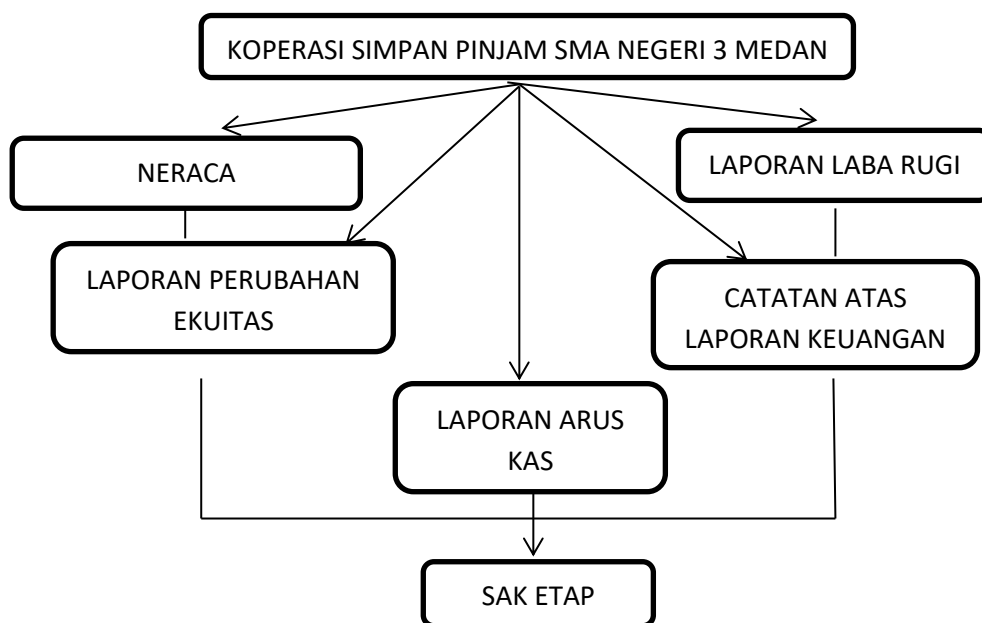 KOPERASI SIMPAN PINJAM SMA NEGERI 3 MEDAN
NERACA
LAPORAN LABA RUGI
LAPORAN PERUBAHAN
EKUITAS
CATATAN ATAS
LAPORAN KEUANGAN
LAPORAN ARUS
KAS
SAK ETAP